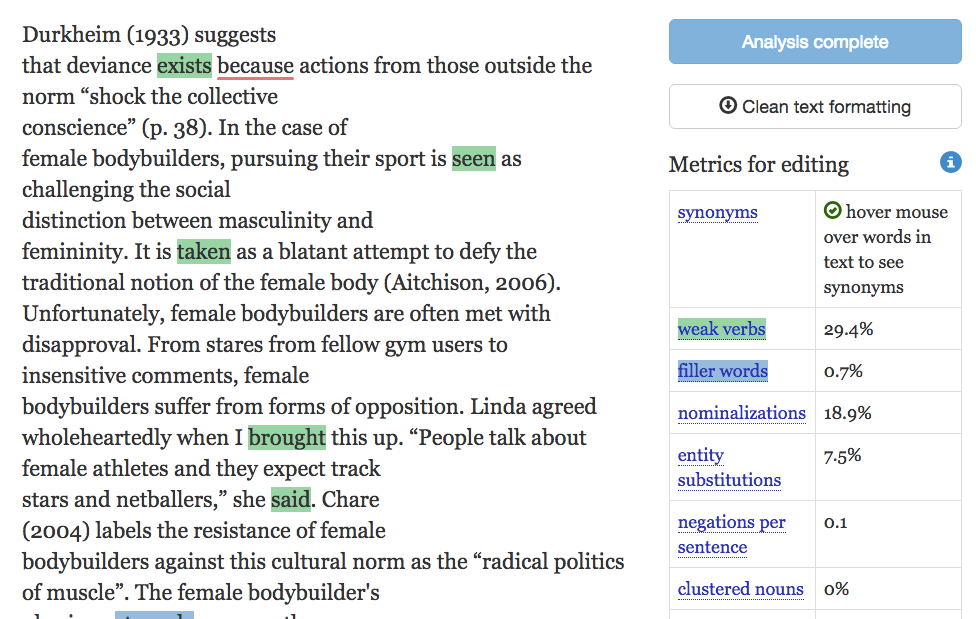 Durkheim (1933) suggests
that deviance exists because actions from those outside the
norm “shock the collective
conscience” (p. 38). In the case of
female bodybuilders, pursuing their sport is seen as
challenging the social
distinction between masculinity and
femininity. It is taken as a blatant attempt to defy the
traditional notion of the female body (Aitchison, 2006).
Unfortunately, female bodybuilders are often met with
disapproval. From stares from fellow gym users to
insensitive comments, female
bodybuilders suffer from forms of opposition. Linda agreed
wholeheartedly when I brought this up. “People talk about
female athletes and they expect track
stars and netballers,” she said. Chare
(2004) labels the resistance of female
bodybuilders against this cultural norm as the “radical politics
of muscle”. The female bodybuilder's
Analysis complete
Clean text formatting
Metrics for editing
synonyms
hover mouse
over words in
text to see
synonyms
weak verbs
29.4%
filler words
0.7%
nominalizations
18.9%
entity
substitutions
7.5%
negations per
sentence
0.1
clustered nouns
0%